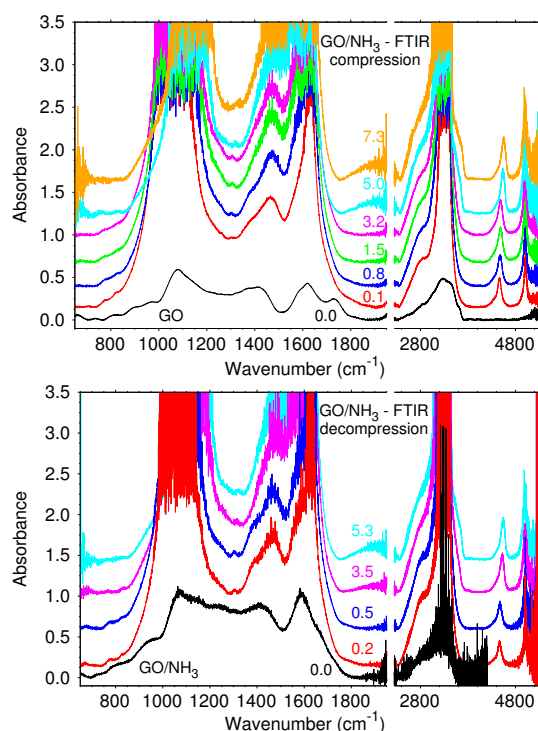 GO/NH₃ - FTIR
compression
Absorbance
3.5
3.0
2.5
2.0
1.5
1.0
0.5
0.0
7.3
5.0
3.2
1.5
0.8
0.1
GO
0.0
800 1000 1200 1400 1600 1800 2800 4800
Wavenumber (cm⁻¹)
GO/NH₃ - FTIR
decompression
Absorbance
3.5
3.0
2.5
2.0
1.5
1.0
0.5
0.0
5.3
3.5
0.5
0.2
GO/NH₃
0.0
800 1000 1200 1400 1600 1800 2800 4800
Wavenumber (cm⁻¹)